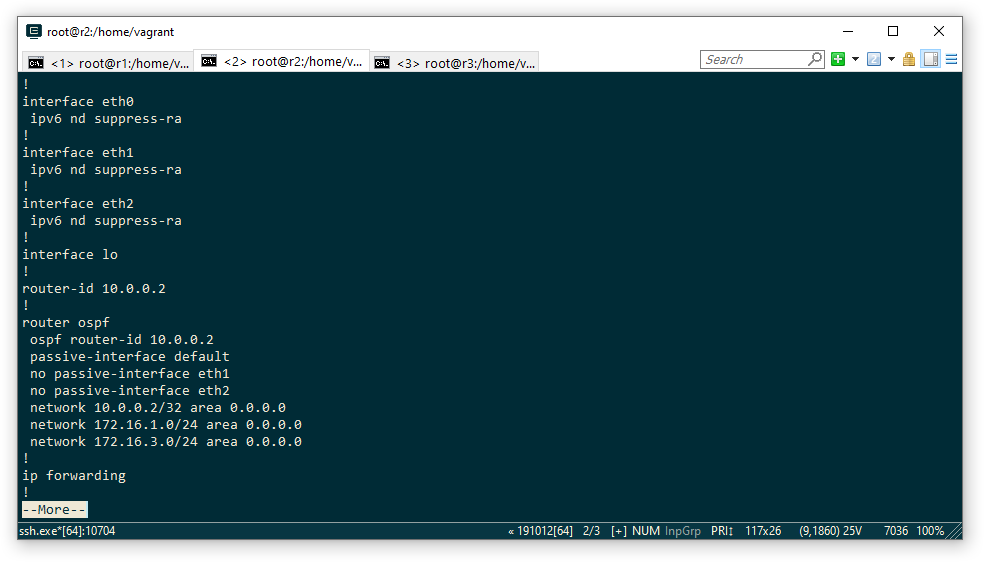 root@r2:/home/vagrant
<1> root@r1:/home/v...
<2> root@r2:/home/v...
<3> root@r3:/home/v...
Search
!
interface eth0
 ipv6 nd suppress-ra
!
interface eth1
 ipv6 nd suppress-ra
!
interface eth2
 ipv6 nd suppress-ra
!
interface lo
!
router-id 10.0.0.2
!
router ospf
 ospf router-id 10.0.0.2
 passive-interface default
 no passive-interface eth1
 no passive-interface eth2
 network 10.0.0.2/32 area 0.0.0.0
 network 172.16.1.0/24 area 0.0.0.0
 network 172.16.3.0/24 area 0.0.0.0
!
ip forwarding
!
--More--
ssh.exe*[64]:10704 « 191012[64] 2/3 [+] NUM InpGrp PRI↕ 117x26 (9,1860) 25V 7036 100%